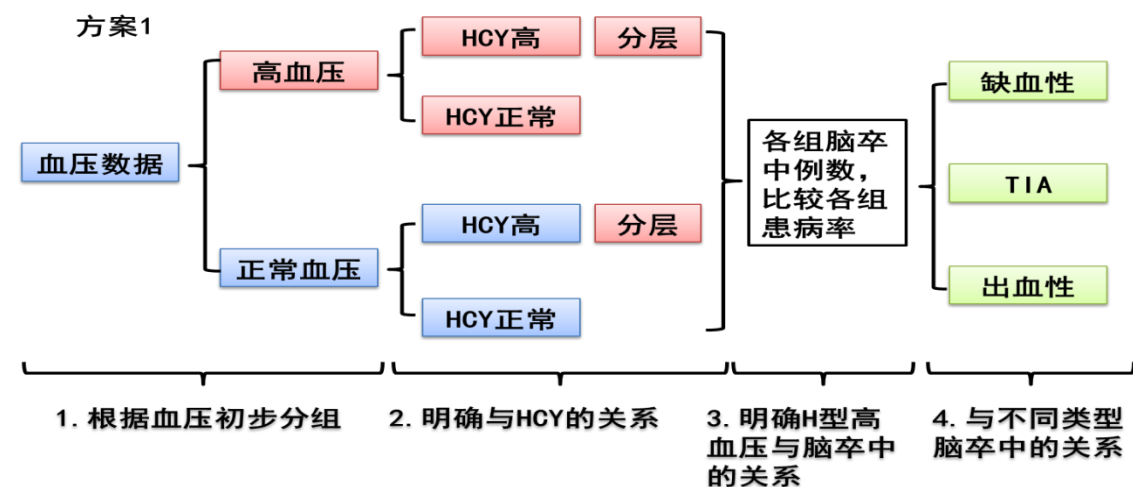 方案1
血压数据
高血压
正常血压
HCY高
分层
HCY正常
HCY高
分层
HCY正常
各组脑卒
中例数，
比较各组
患病率
缺血性
TIA
出血性
1. 根据血压初步分组
2. 明确与HCY的关系
3. 明确H型高
血压与脑卒中
的关系
4. 与不同类型
脑卒中的关系